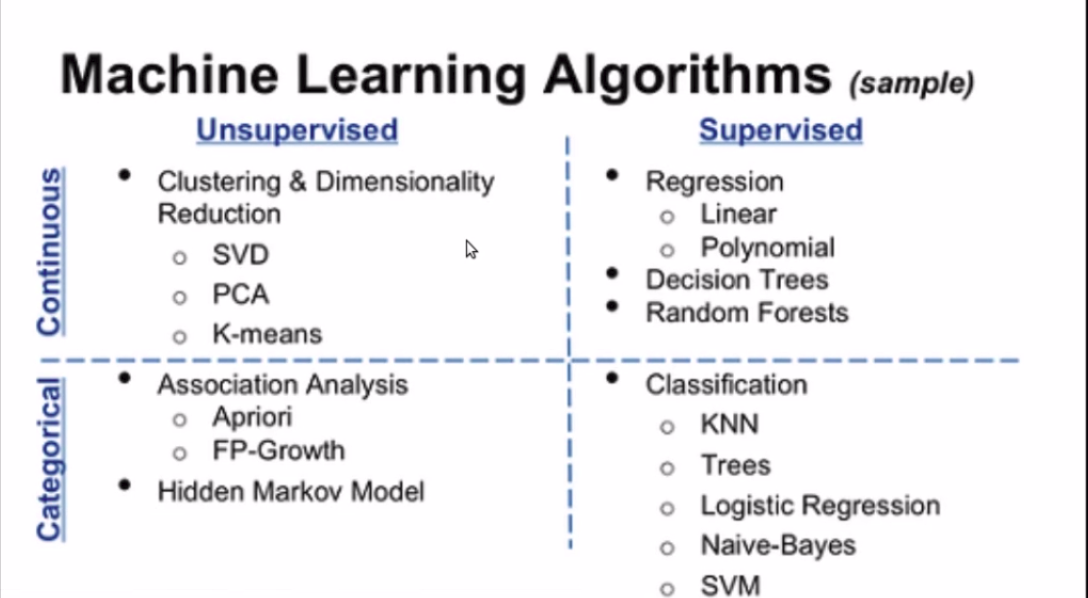 Machine Learning Algorithms (sample)
Unsupervised
Supervised
Continuous
Clustering & Dimensionality
Reduction
SVD
PCA
K-means
Regression
Linear
Polynomial
Decision Trees
Random Forests
Categorical
Association Analysis
Apriori
FP-Growth
Hidden Markov Model
Classification
KNN
Trees
Logistic Regression
Naive-Bayes
SVM